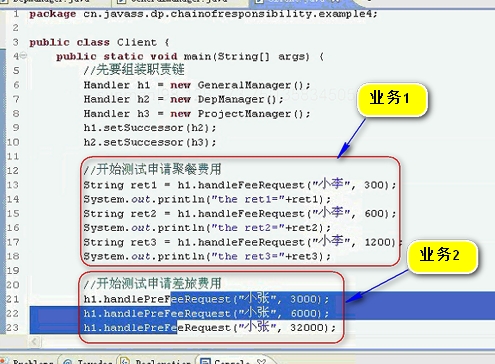 package cn.javass.dp.chainofresponsibility.example4;
public class Client {
public static void main(String[] args) {
//先要组装职责链
Handler h1 = new GeneralManager();
Handler h2 = new DepManager();
Handler h3 = new ProjectManager();
h1.setSuccessor(h2);
h2.setSuccessor(h3);
业务1
//开始测试申请聚餐费用
String ret1 = h1.handleFeeRequest("小李", 300);
System.out.println("the ret1="+ret1);
String ret2 = h1.handleFeeRequest("小李", 600);
System.out.println("the ret2="+ret2);
String ret3 = h1.handleFeeRequest("小李", 1200);
System.out.println("the ret3="+ret3);
业务2
//开始测试申请差旅费用
h1.handlePreFeeRequest("小张", 3000);
h1.handlePreFeeRequest("小张", 6000);
h1.handlePreFeeRequest("小张", 32000);